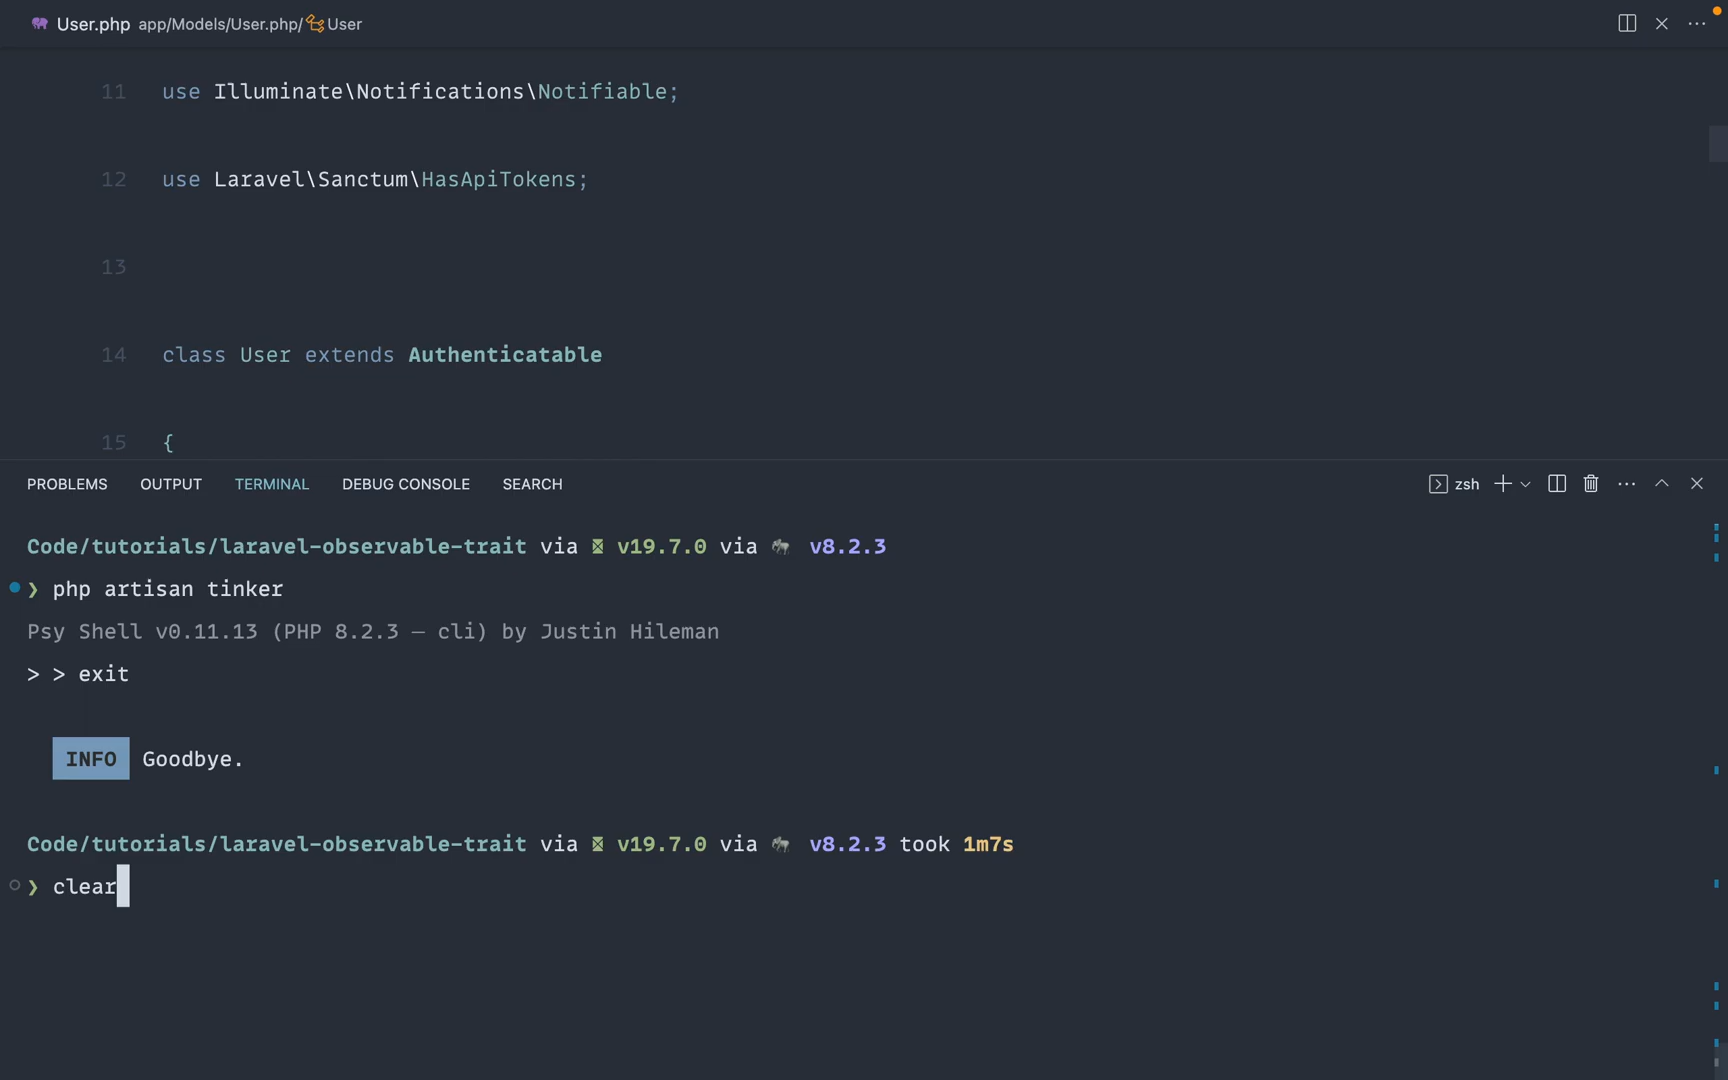 User.php app/Models/User.php/ User
11 use Illuminate\Notifications\Notifiable;
12 use Laravel\Sanctum\HasApiTokens;
13
14 class User extends Authenticatable
15 {
PROBLEMS OUTPUT TERMINAL DEBUG CONSOLE SEARCH zsh
Code/tutorials/laravel-observable-trait via v19.7.0 via 🐘 v8.2.3
❯ php artisan tinker
Psy Shell v0.11.13 (PHP 8.2.3 — cli) by Justin Hileman
> > exit
INFO Goodbye.
Code/tutorials/laravel-observable-trait via v19.7.0 via 🐘 v8.2.3 took 1m7s
❯ clear